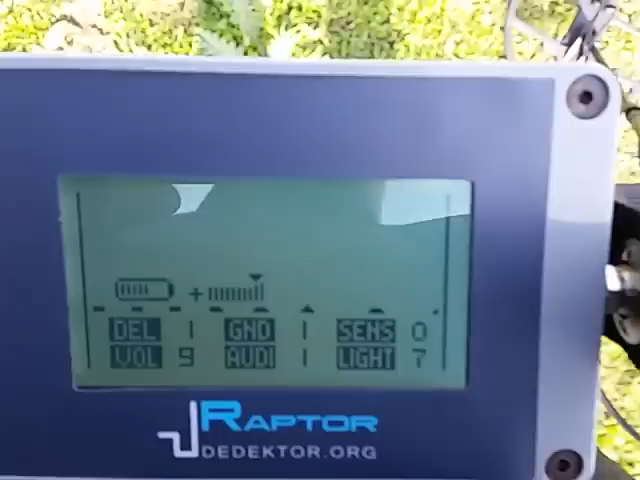 DEL 1 GND 1 SENS 0
VOL 9 AUDI 1 LIGHT 7
RAPTOR
DEDEKTOR.ORG